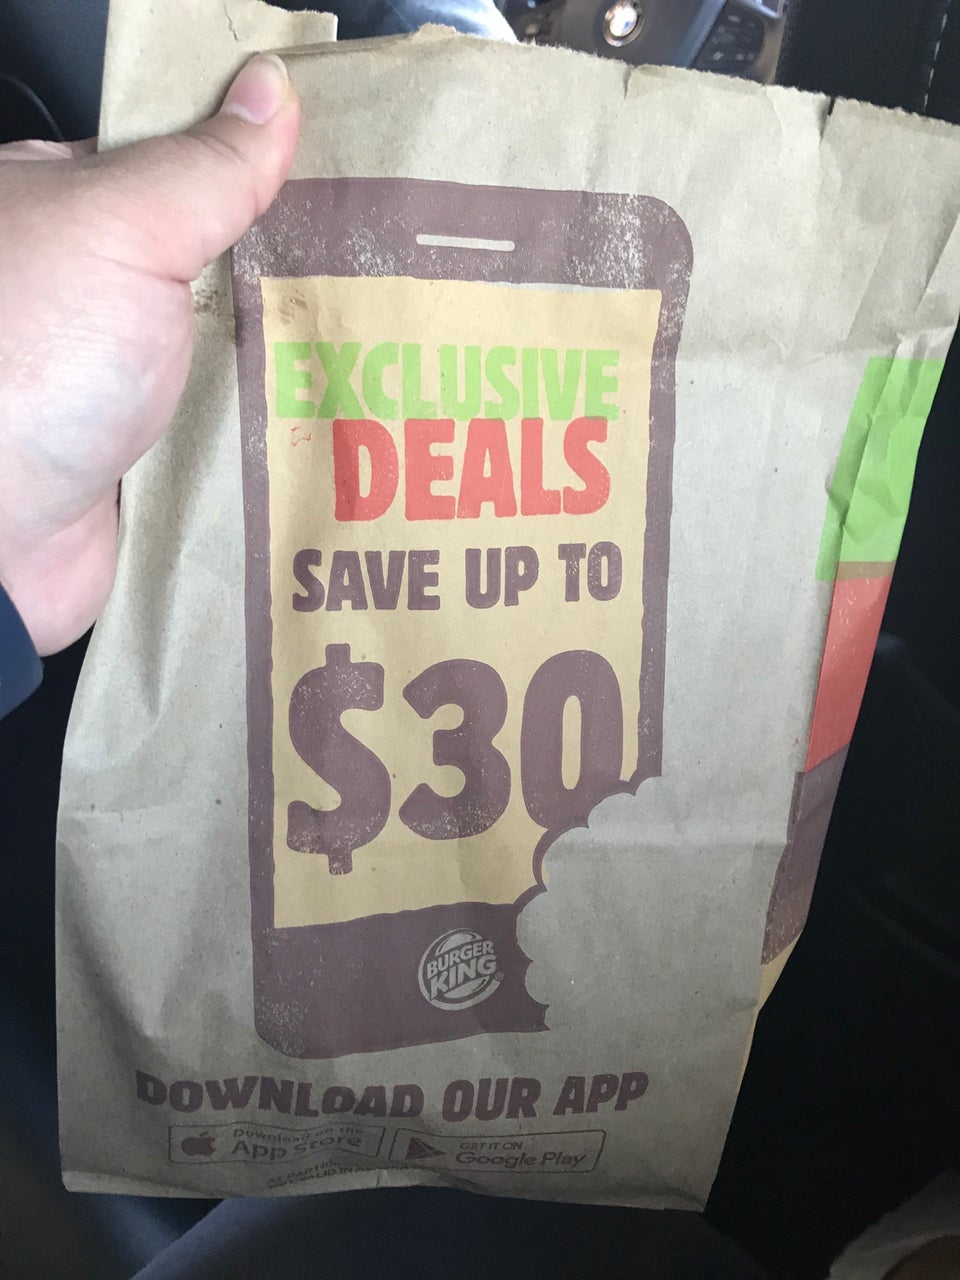 EXCLUSIVE
DEALS
SAVE UP TO
$30
BURGER
KING
DOWNLOAD OUR APP
Download on the
App Store
GET IT ON
Google Play